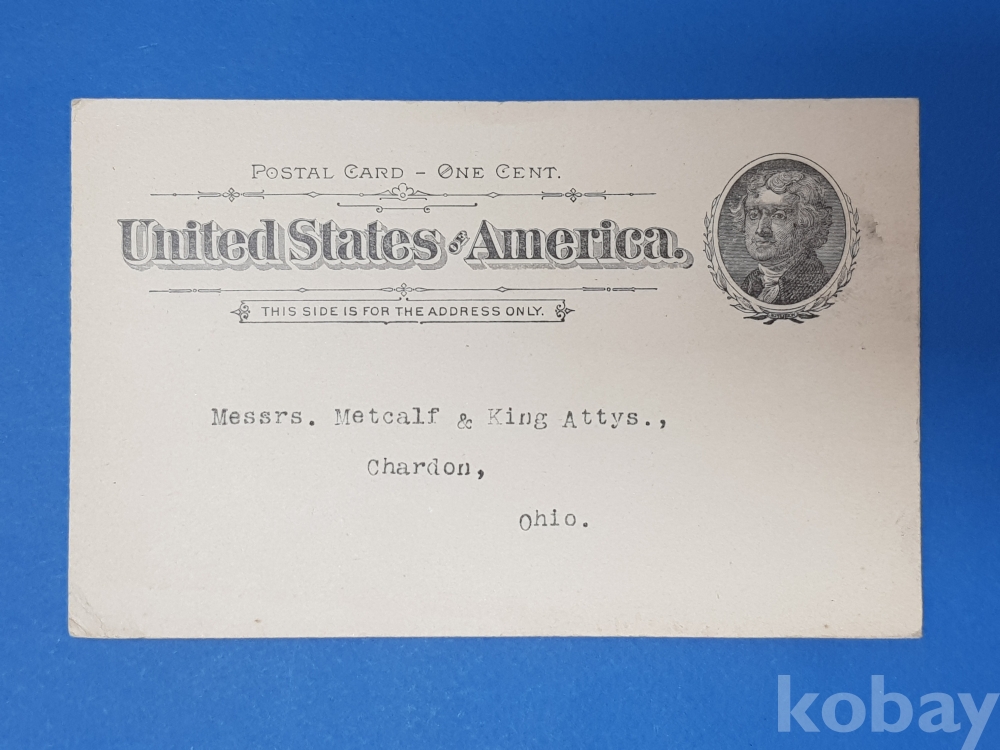 POSTAL CARD – ONE CENT.
United States of America.
THIS SIDE IS FOR THE ADDRESS ONLY.
Messrs. Metcalf & King Attys.,
Chardon,
Ohio.
kobay